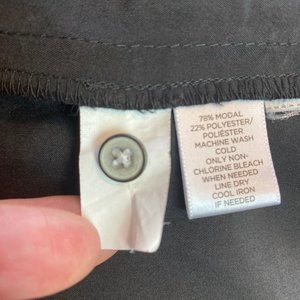 78% MODAL
22% POLYESTER/
POLIÉSTER
MACHINE WASH
COLD
ONLY NON-
CHLORINE BLEACH
WHEN NEEDED
LINE DRY
COOL IRON
IF NEEDED